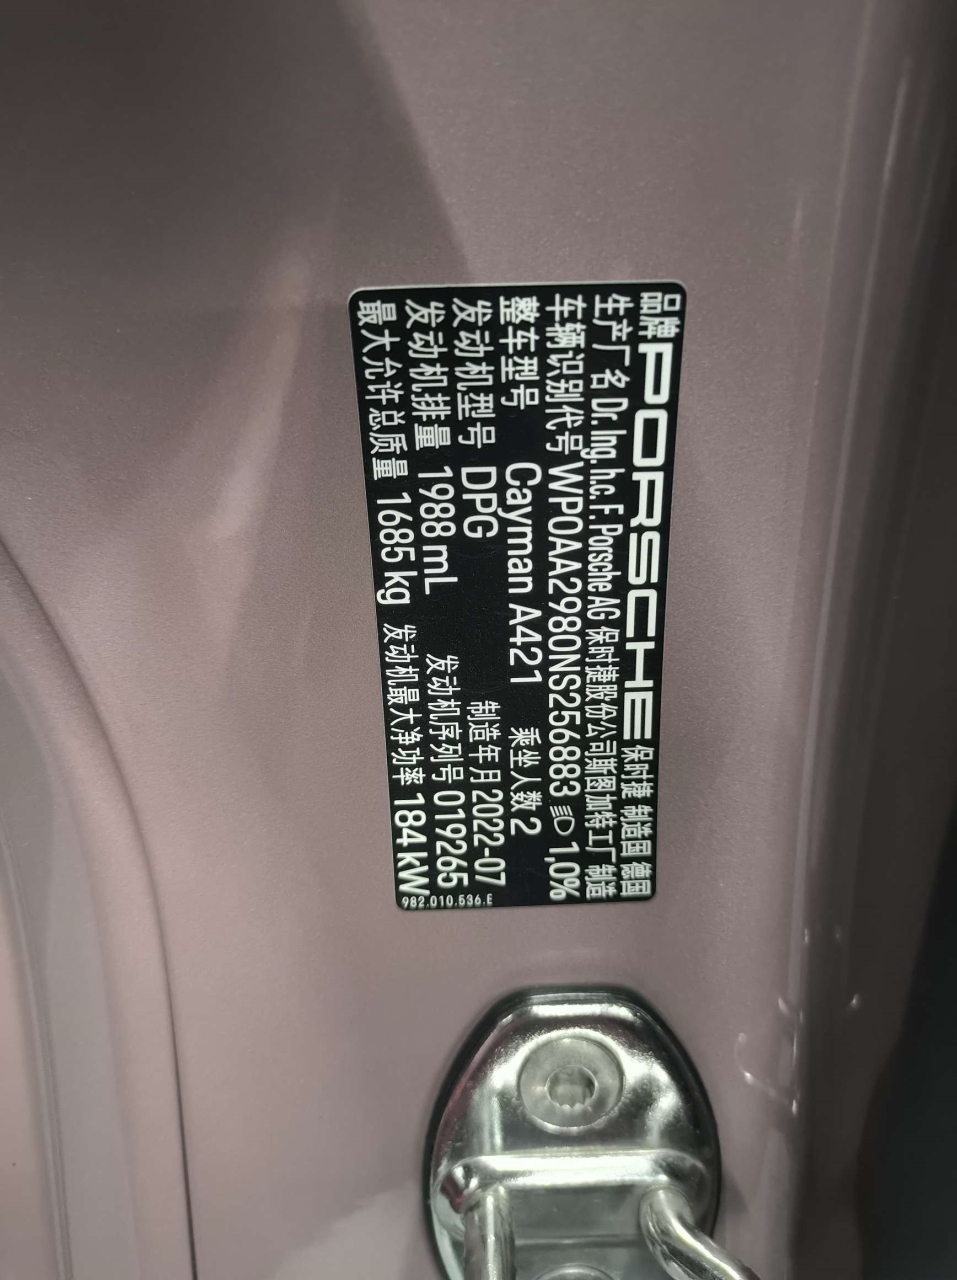 品牌 PORSCHE 保时捷 制造国 德国
生产厂名 Dr. Ing. h.c. F. Porsche AG 保时捷股份公司斯图加特工厂 制造
车辆识别代号 WP0AA2980NS256883 1,0%
整车型号 Cayman A421 乘坐人数 2
发动机型号 DPG 制造年月 2022-07
发动机排量 1988 mL 发动机序列号 019265
最大允许总质量 1685 kg 发动机最大净功率 184 kW
982.010.536.E